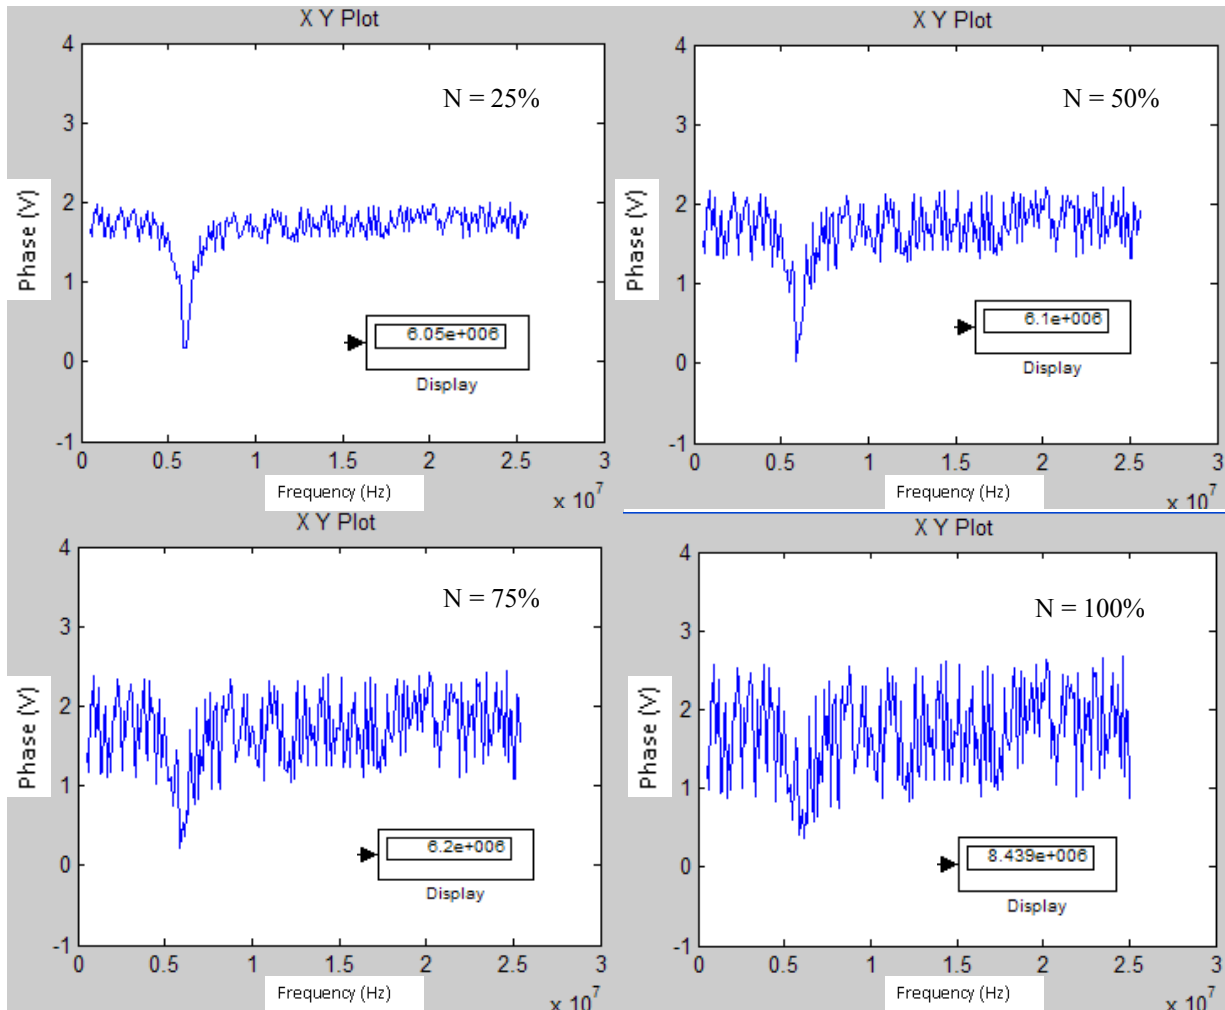 X Y Plot
N = 25%
4
3
2
1
0
-1
Phase (V)
6.05e+006
Display
0
0.5
1
1.5
2
2.5
3
Frequency (Hz)
x 10^7
X Y Plot
N = 50%
4
3
2
1
0
-1
Phase (V)
6.1e+006
Display
0
0.5
1
1.5
2
2.5
3
Frequency (Hz)
x 10^7
X Y Plot
N = 75%
4
3
2
1
0
-1
Phase (V)
6.2e+006
Display
0
0.5
1
1.5
2
2.5
3
Frequency (Hz)
x 10^7
X Y Plot
N = 100%
4
3
2
1
0
-1
Phase (V)
8.439e+006
Display
0
0.5
1
1.5
2
2.5
3
Frequency (Hz)
x 10^7